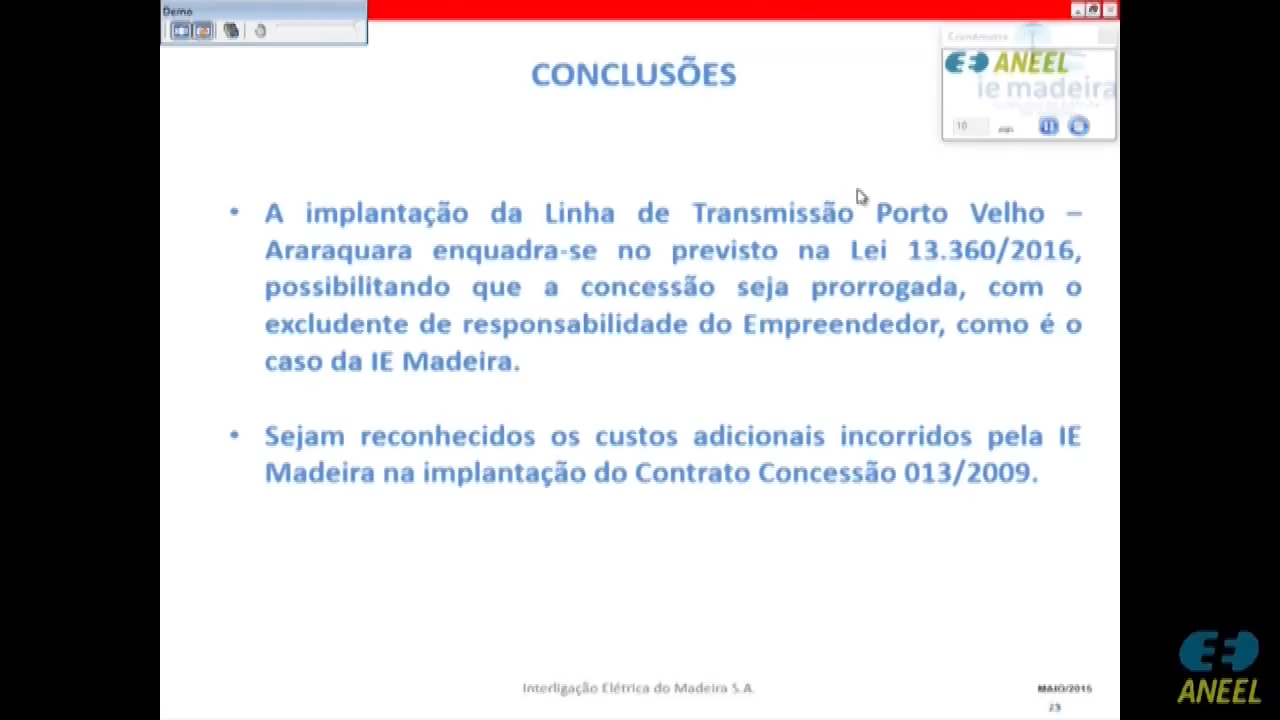 Demo
Cronômetro
ANEEL
ie madeira
10
CONCLUSÕES
• A implantação da Linha de Transmissão Porto Velho –
Araraquara enquadra-se no previsto na Lei 13.360/2016,
possibilitando que a concessão seja prorrogada, com o
excludente de responsabilidade do Empreendedor, como é o
caso da IE Madeira.
• Sejam reconhecidos os custos adicionais incorridos pela IE
Madeira na implantação do Contrato Concessão 013/2009.
Interligação Elétrica do Madeira S.A.
MAIO/2016
23
ANEEL